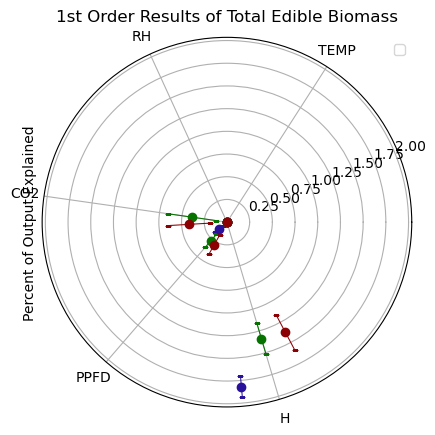 1st Order Results of Total Edible Biomass
RH
TEMP
2.00
1.75
1.50
1.25
1.00
0.75
0.50
0.25
CO2
Percent of Output Explained
PPFD
H